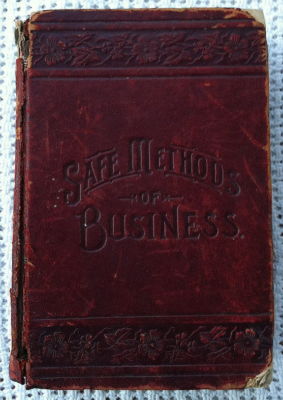 SAFE METHODS
OF
BUSINESS.